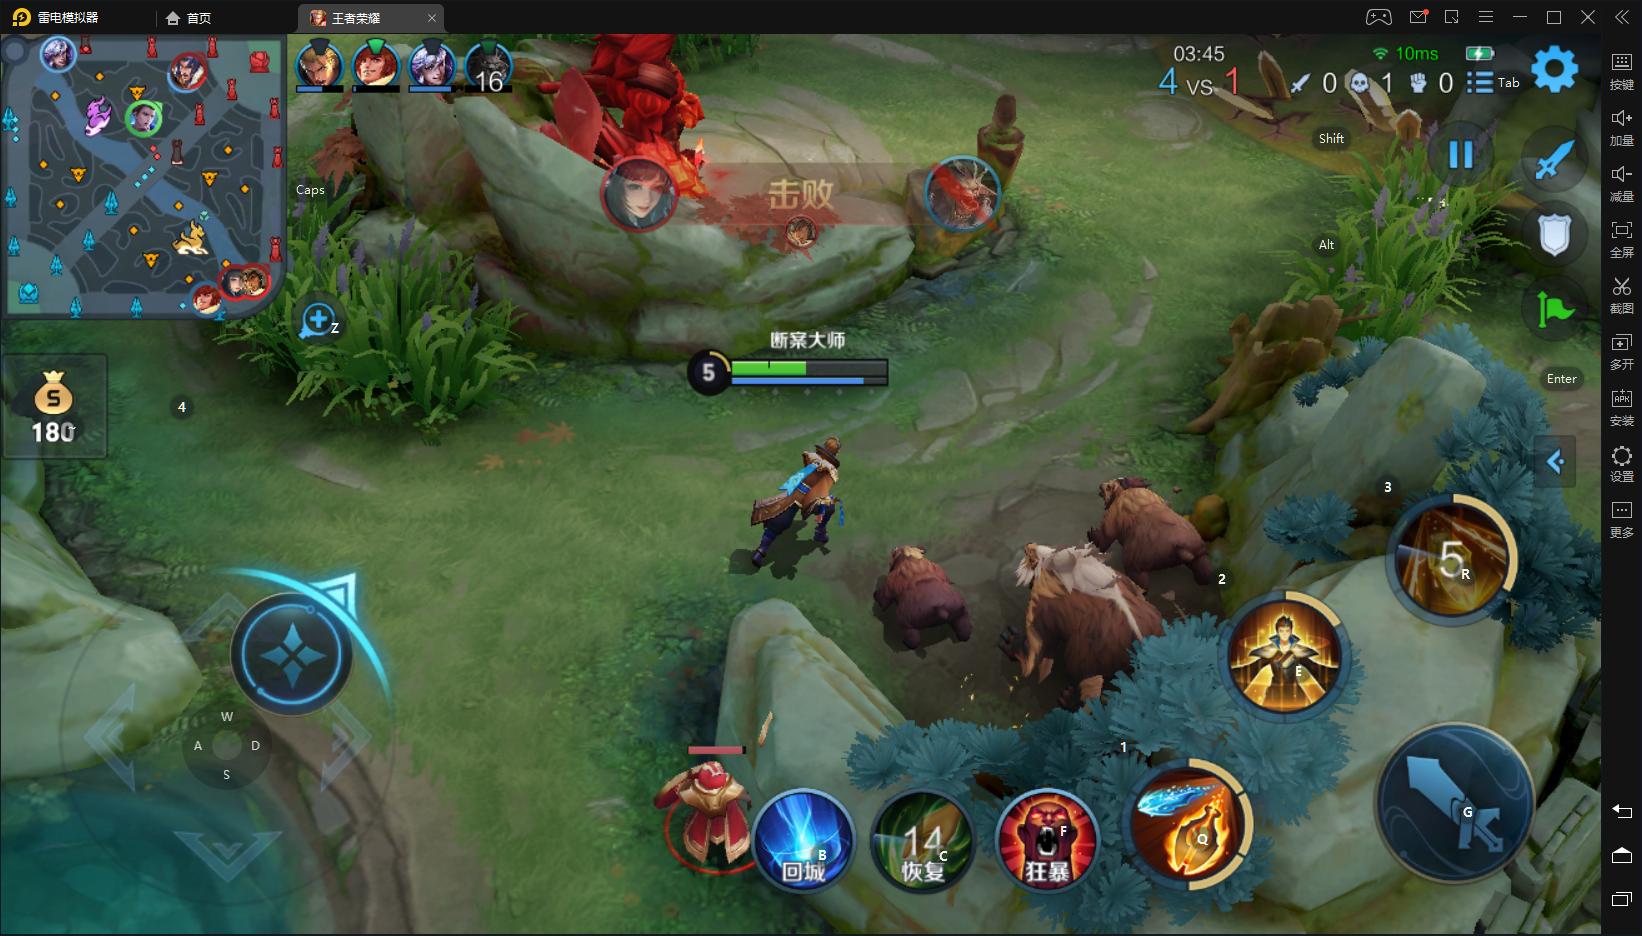 雷电模拟器
首页
王者荣耀
16
03:45
4 vs 1
10ms
0
1
0
Tab
Shift
Caps
击败
Alt
Z
断案大师
5
180
4
Enter
3
5
R
2
E
W
A
D
S
1
G
B
回城
14
C
恢复
F
狂暴
Q
按键
加量
减量
全屏
截图
多开
APK
安装
设置
更多